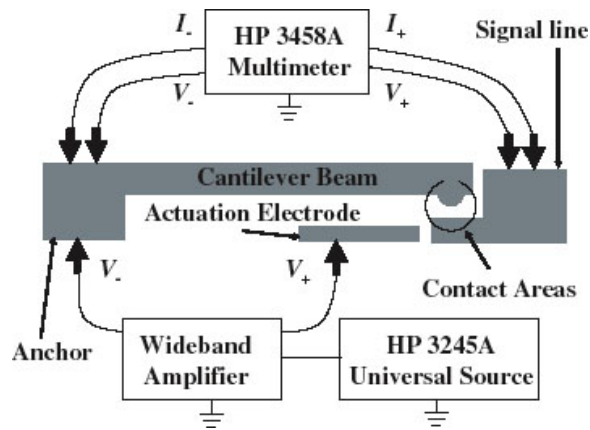 I-
HP 3458A
Multimeter
I+
Signal line
V-
V+
Cantilever Beam
Actuation Electrode
V-
V+
Contact Areas
Anchor
Wideband
Amplifier
HP 3245A
Universal Source